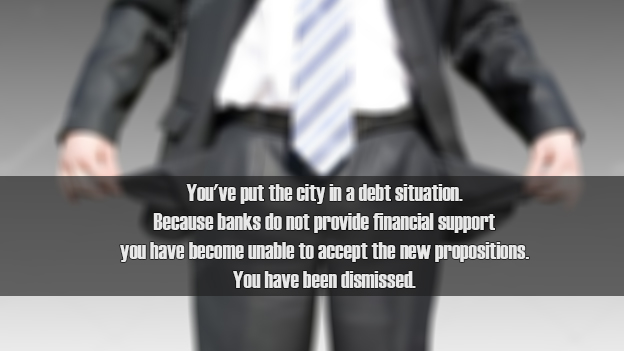 You've put the city in a debt situation.
Because banks do not provide financial support
you have become unable to accept the new propositions.
You have been dismissed.